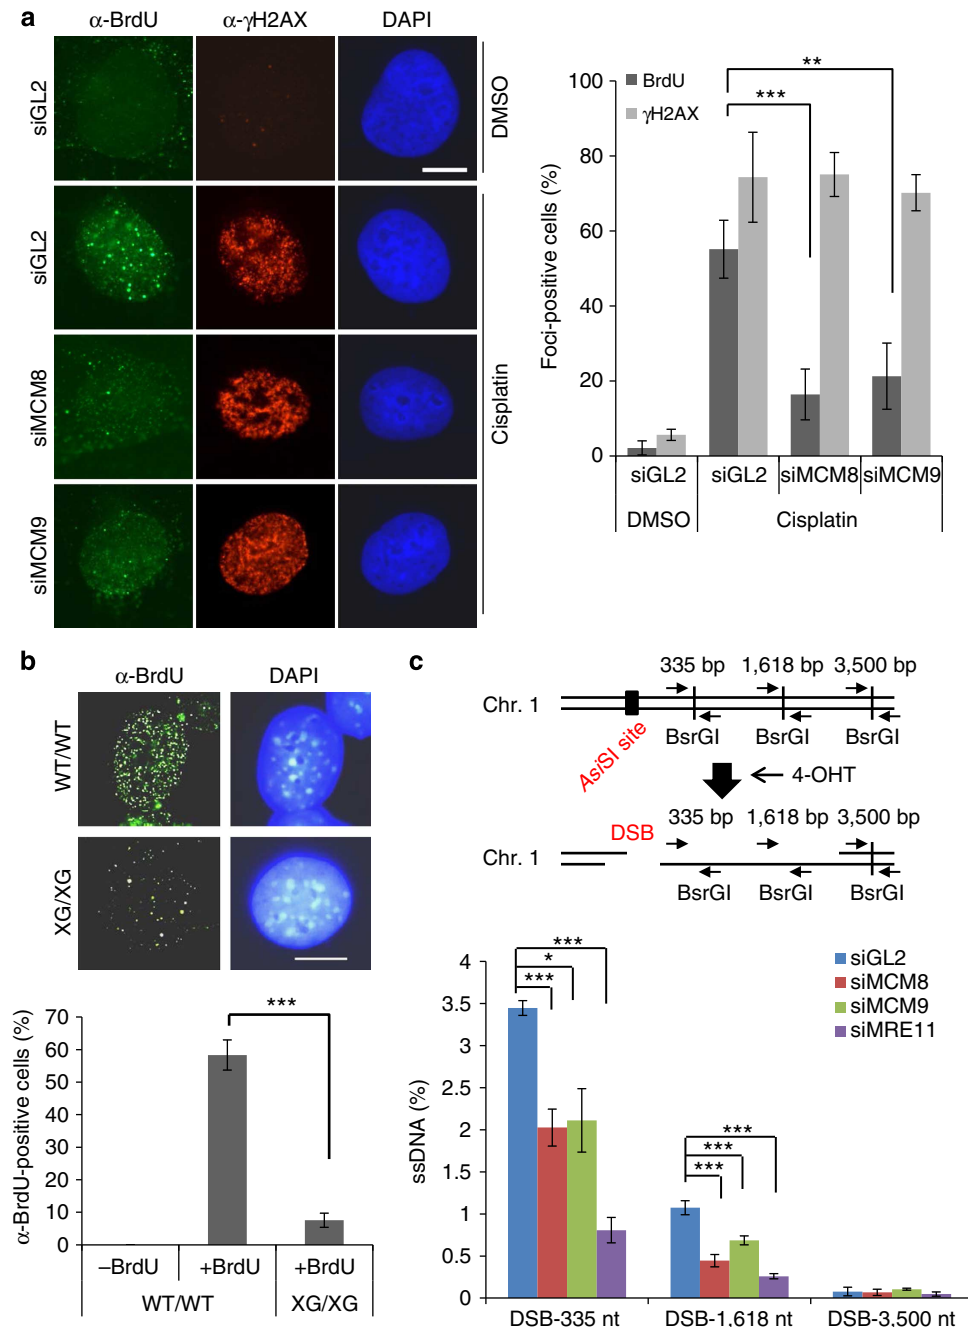 a
α-BrdU
α-γH2AX
DAPI
siGL2
siGL2
siMCM8
siMCM9
DMSO
Cisplatin
BrdU
γH2AX
**
***
Foci-positive cells (%)
100
80
60
40
20
0
siGL2
siGL2
siMCM8
siMCM9
DMSO
Cisplatin
b
α-BrdU
DAPI
WT/WT
XG/XG
α-BrdU-positive cells (%)
70
60
50
40
30
20
10
0
***
–BrdU
+BrdU
+BrdU
WT/WT
XG/XG
c
335 bp
1,618 bp
3,500 bp
Chr. 1
AsiSI site
BsrGI
BsrGI
BsrGI
4-OHT
DSB
335 bp
1,618 bp
3,500 bp
Chr. 1
BsrGI
BsrGI
BsrGI
ssDNA (%)
4
3.5
3
2.5
2
1.5
1
0.5
0
***
*
***
***
***
***
siGL2
siMCM8
siMCM9
siMRE11
DSB-335 nt
DSB-1,618 nt
DSB-3,500 nt